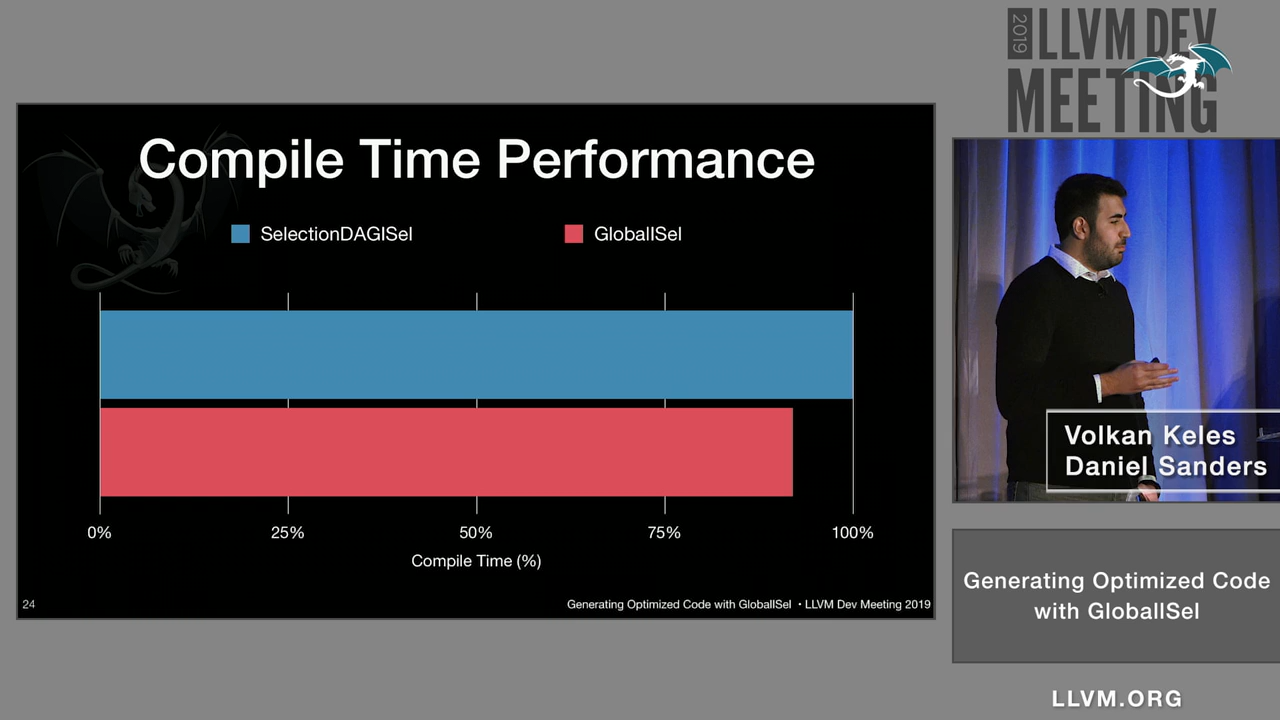 2019
LLVM DEV
MEETING
Compile Time Performance
SelectionDAGISel
GlobalISel
0%
25%
50%
75%
100%
Compile Time (%)
24
Generating Optimized Code with GlobalISel • LLVM Dev Meeting 2019
Volkan Keles
Daniel Sanders
Generating Optimized Code
with GlobalISel
LLVM.ORG